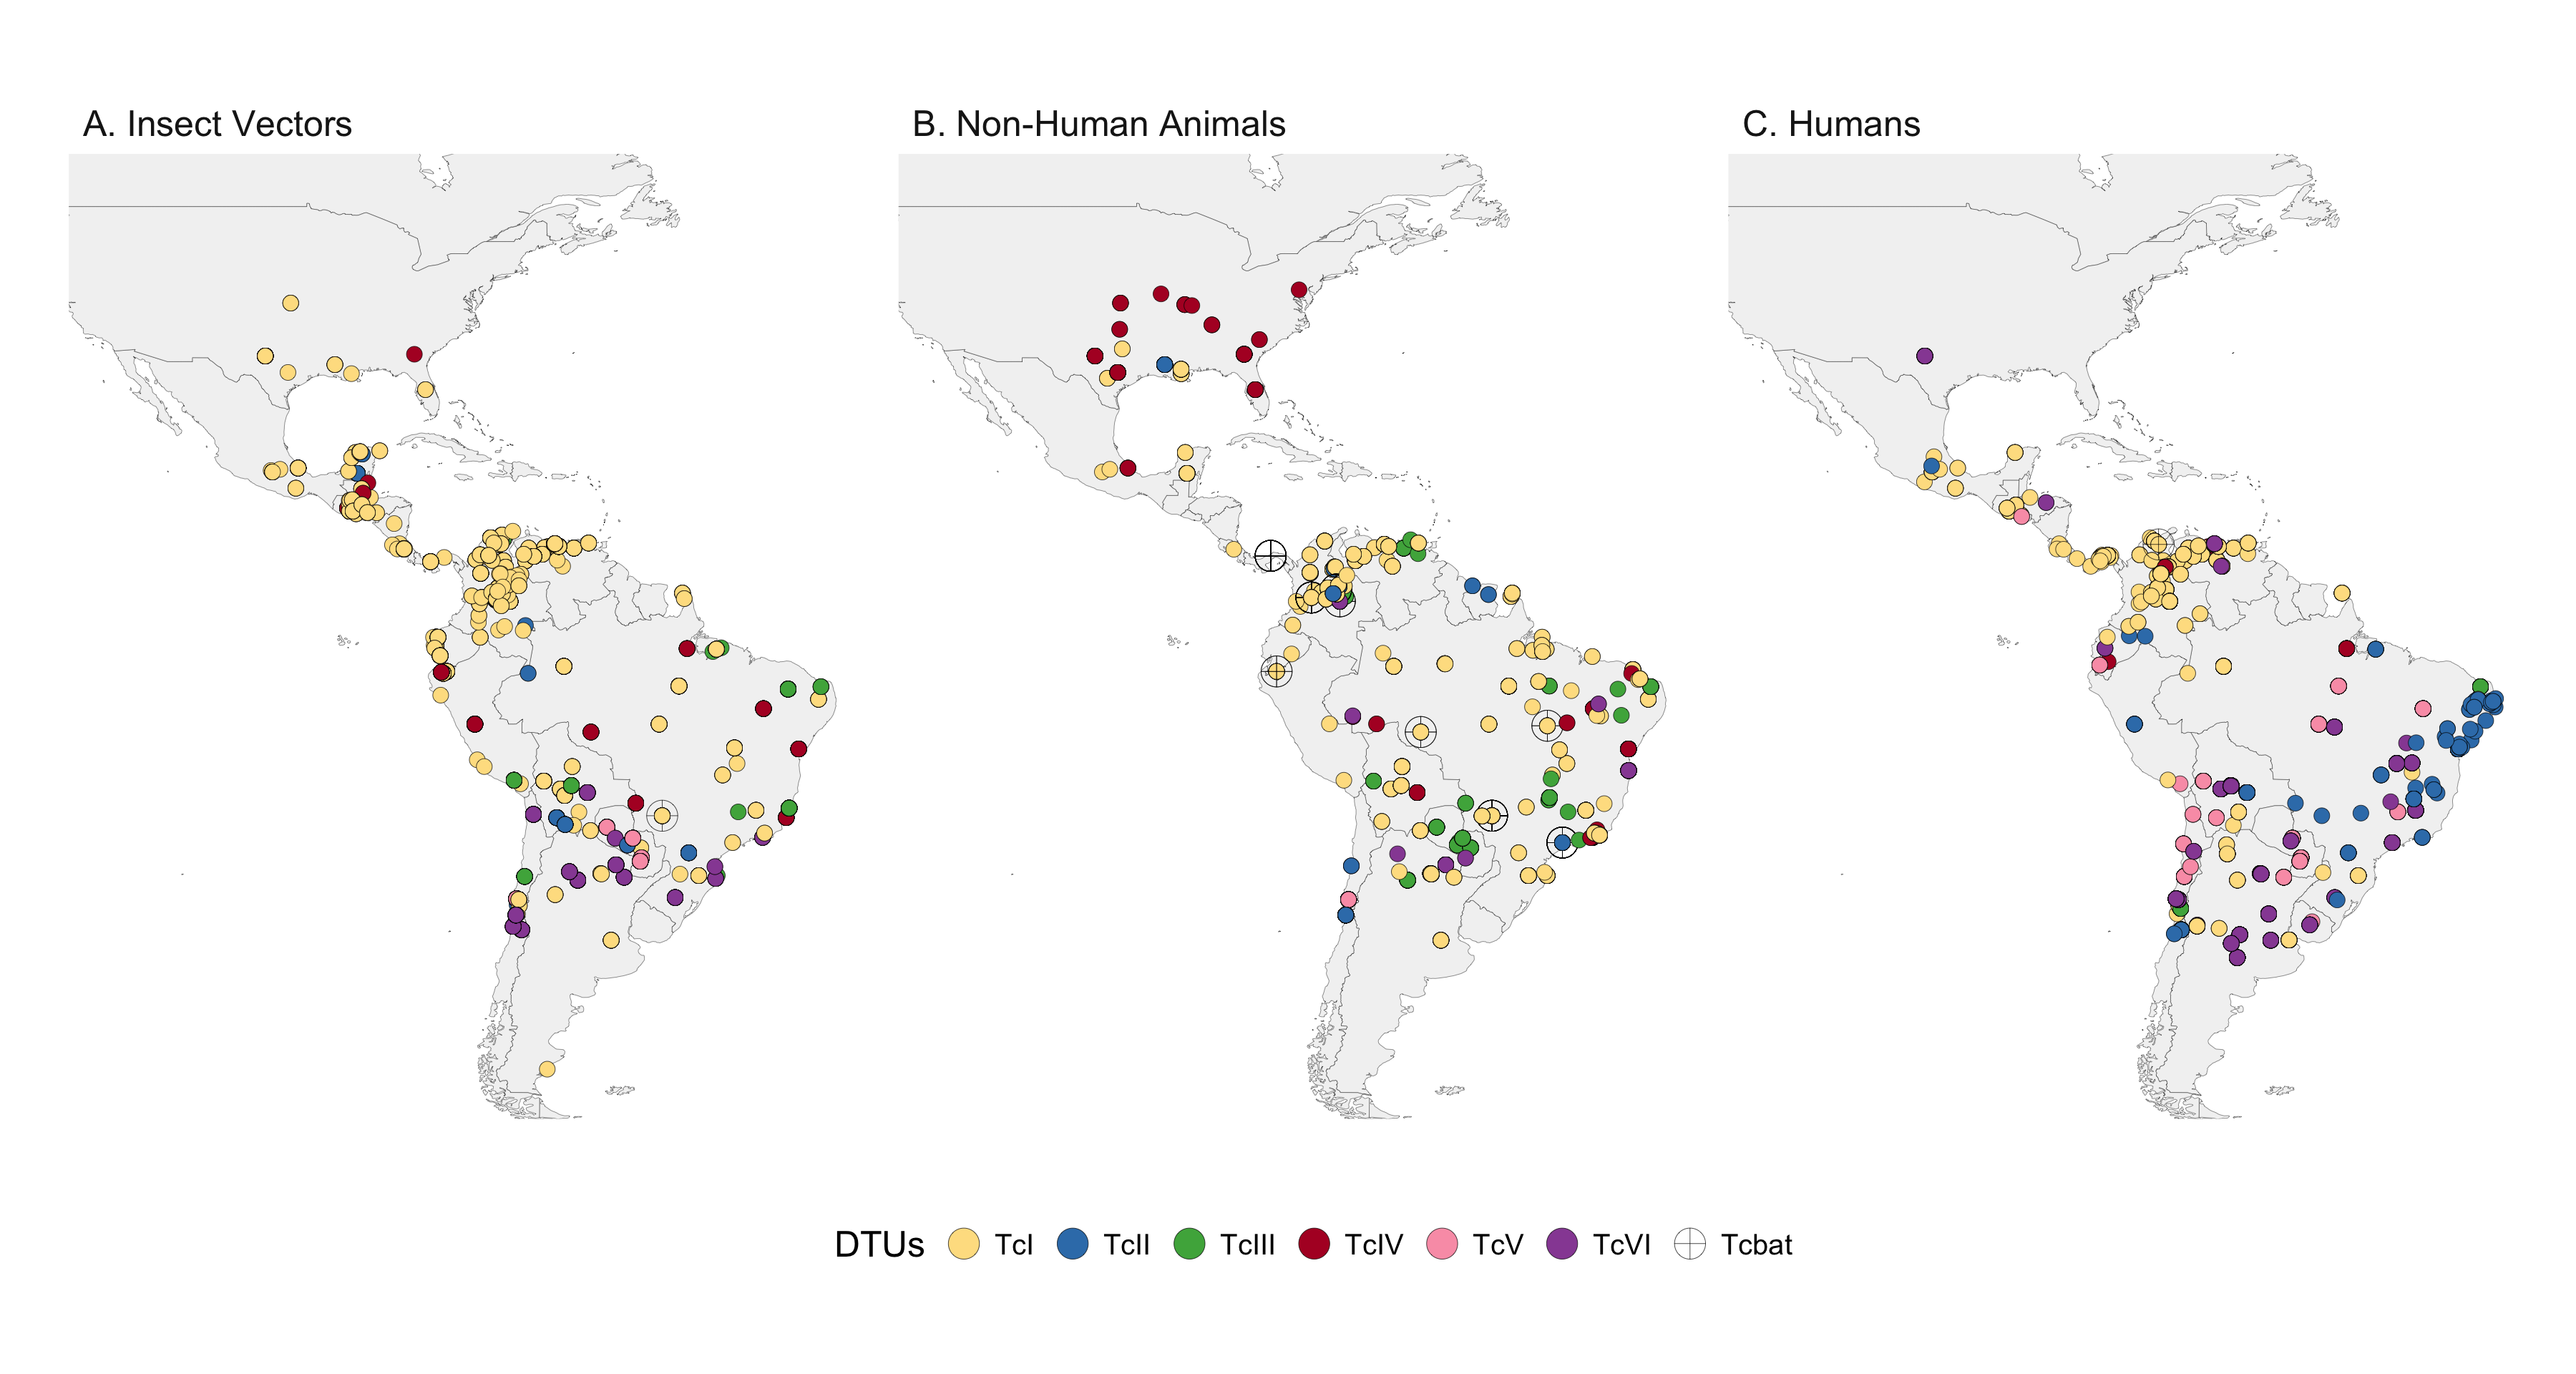 A. Insect Vectors
B. Non-Human Animals
C. Humans
DTUs TcI TcII TcIII TcIV TcV TcVI Tcbat